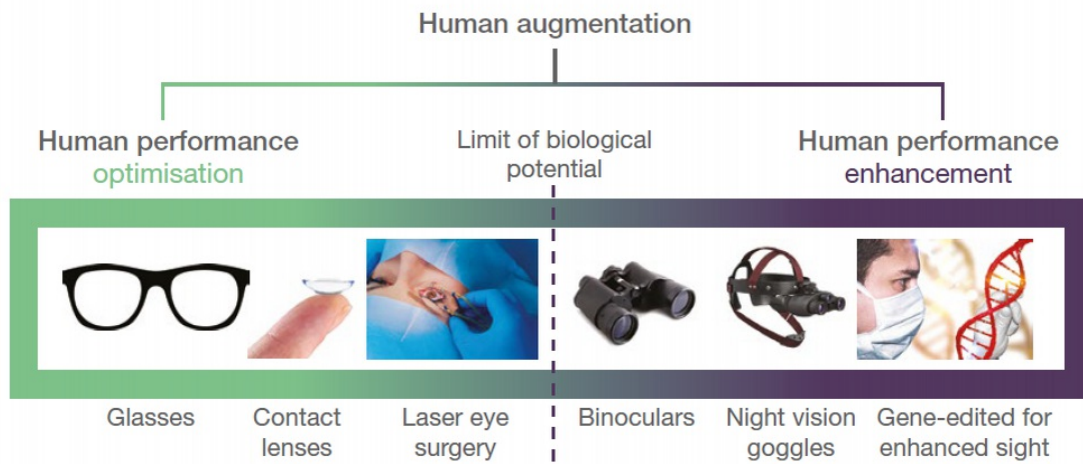 Human augmentation
Human performance
optimisation
Limit of biological
potential
Human performance
enhancement
Glasses
Contact
lenses
Laser eye
surgery
Binoculars
Night vision
goggles
Gene-edited for
enhanced sight